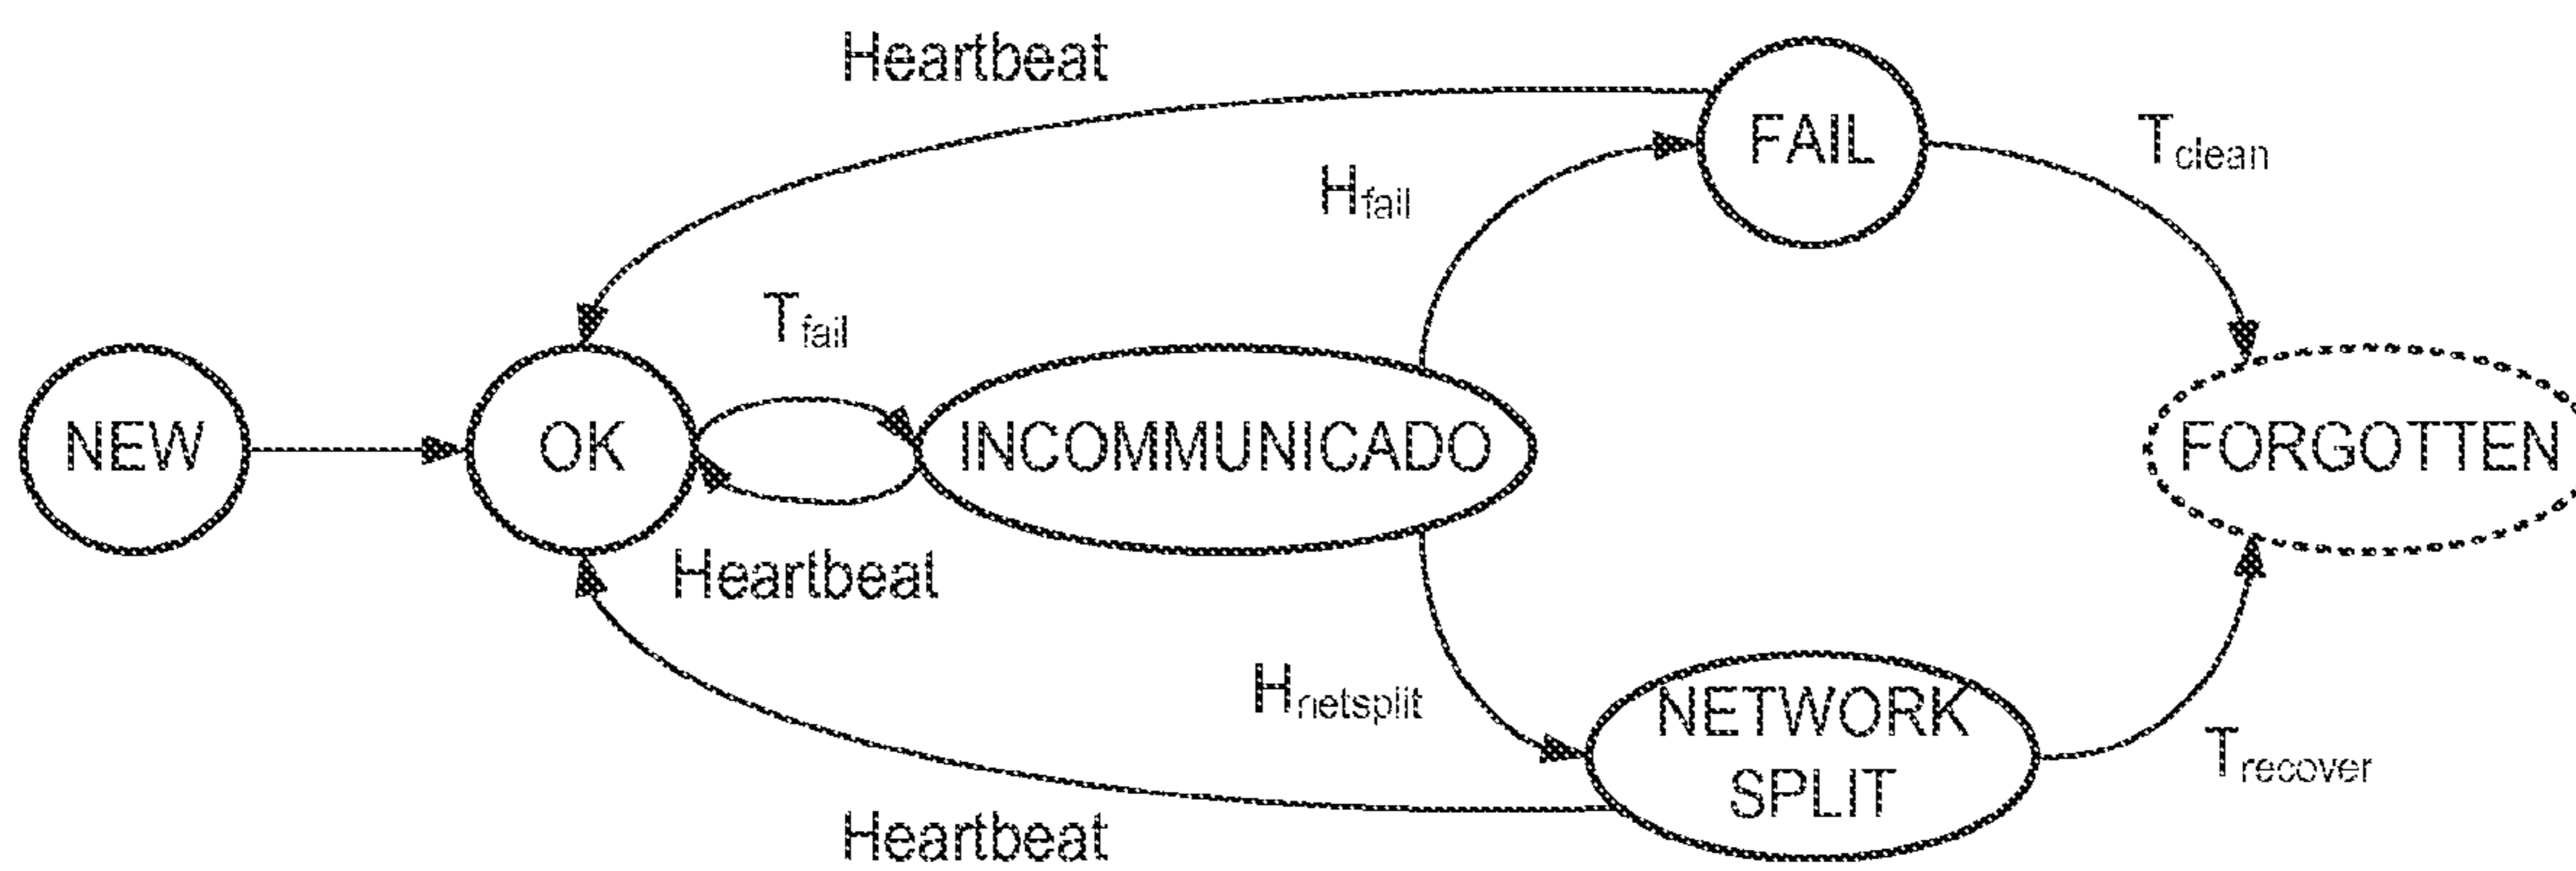 Heartbeat
FAIL
Tclean
Hfail
Tfail
NEW
OK
INCOMMUNICADO
FORGOTTEN
Heartbeat
Hnetsplit
NETWORK
SPLIT
Trecover
Heartbeat